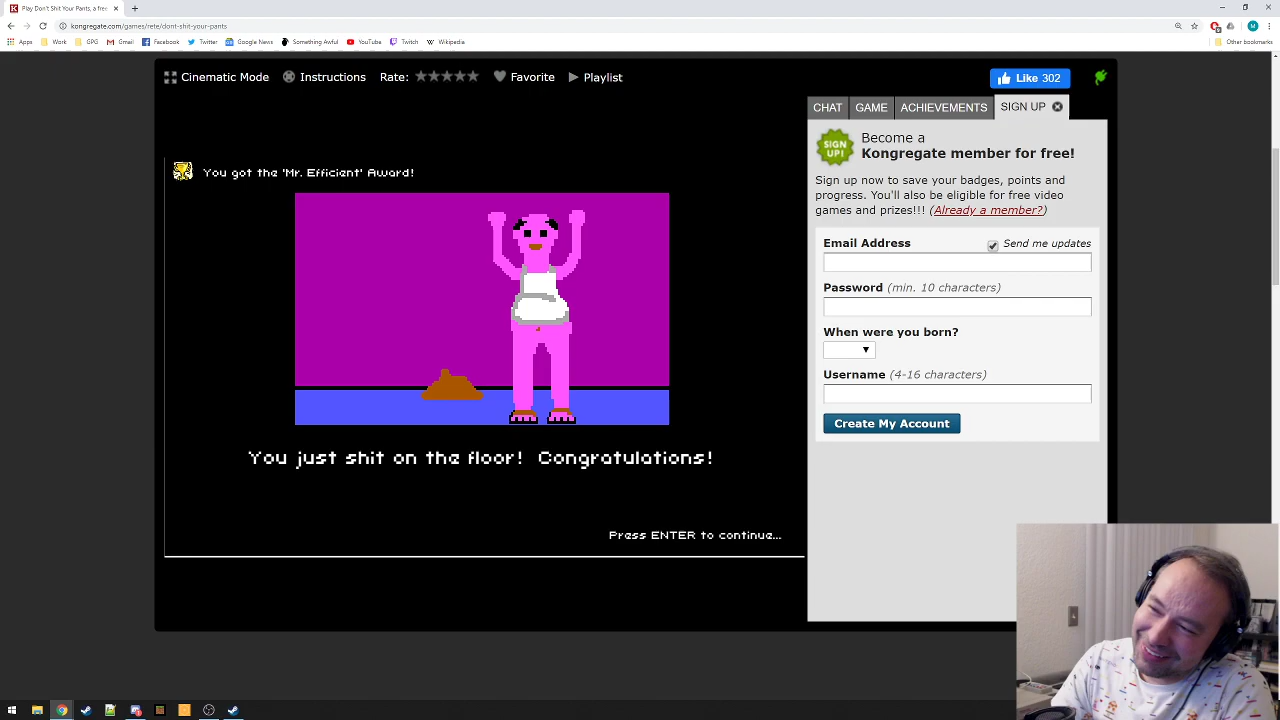 Play Don't Shit Your Pants, a free
kongregate.com/games/rete/dont-shit-your-pants
Apps Work GPG Gmail Facebook Twitter Google News Something Awful YouTube Twitch Wikipedia Other bookmarks
Cinematic Mode Instructions Rate: Favorite Playlist Like 302
CHAT GAME ACHIEVEMENTS SIGN UP
You got the 'Mr. Efficient' Award!
You just shit on the floor! Congratulations!
Press ENTER to continue...
SIGN UP!
Become a
Kongregate member for free!
Sign up now to save your badges, points and
progress. You'll also be eligible for free video
games and prizes!!! (Already a member?)
Email Address Send me updates
Password (min. 10 characters)
When were you born?
Username (4-16 characters)
Create My Account